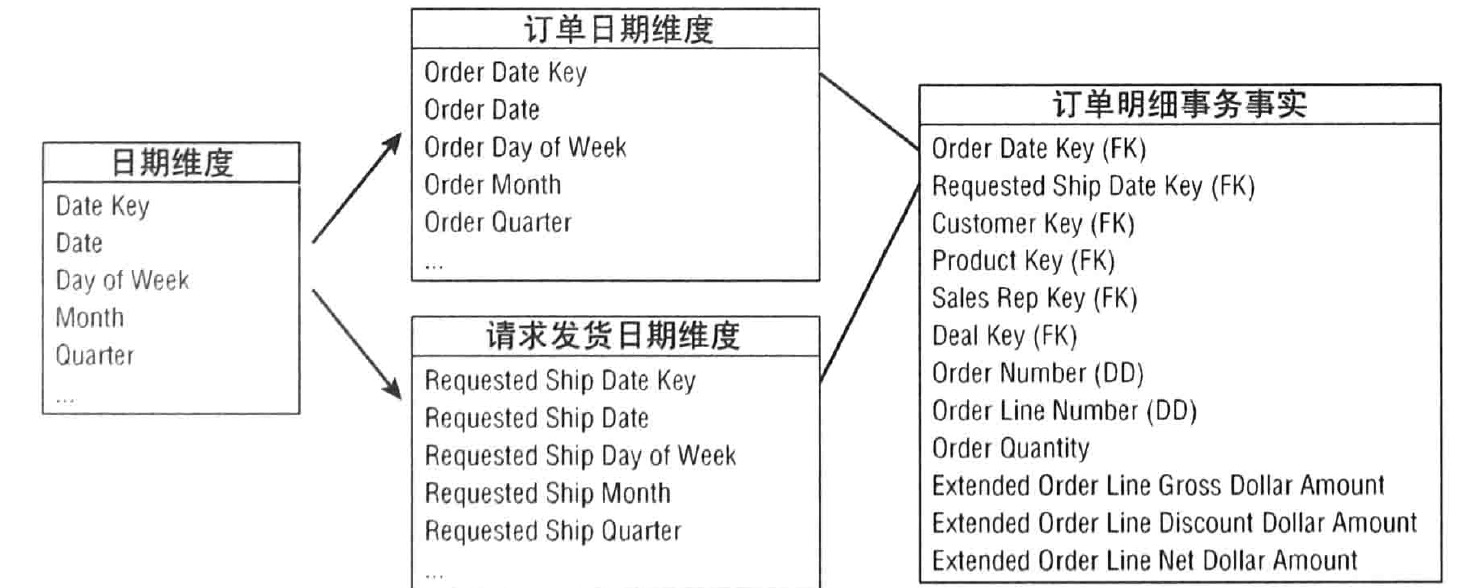 日期维度
Date Key
Date
Day of Week
Month
Quarter
...
订单日期维度
Order Date Key
Order Date
Order Day of Week
Order Month
Order Quarter
...
请求发货日期维度
Requested Ship Date Key
Requested Ship Date
Requested Ship Day of Week
Requested Ship Month
Requested Ship Quarter
...
订单明细事务事实
Order Date Key (FK)
Requested Ship Date Key (FK)
Customer Key (FK)
Product Key (FK)
Sales Rep Key (FK)
Deal Key (FK)
Order Number (DD)
Order Line Number (DD)
Order Quantity
Extended Order Line Gross Dollar Amount
Extended Order Line Discount Dollar Amount
Extended Order Line Net Dollar Amount